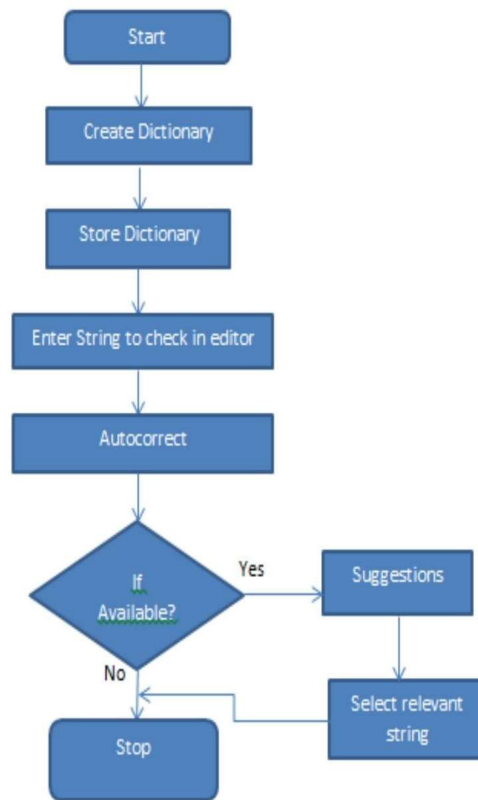 Start
Create Dictionary
Store Dictionary
Enter String to check in editor
Autocorrect
If
Available?
Yes
Suggestions
No
Select relevant
string
Stop